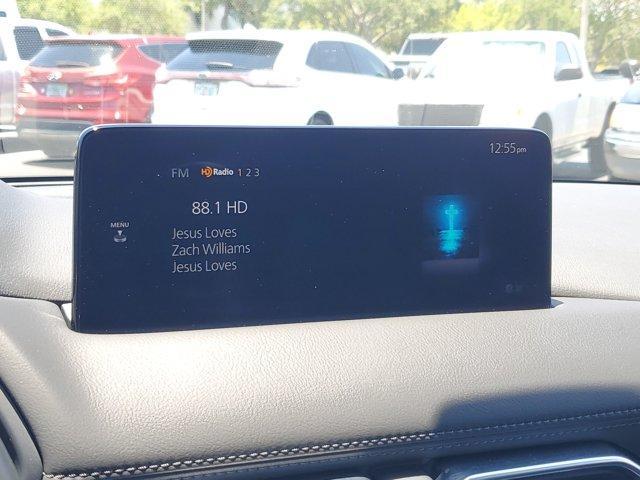 12:55pm
FM HD Radio 1 2 3
88.1 HD
MENU
Jesus Loves
Zach Williams
Jesus Loves